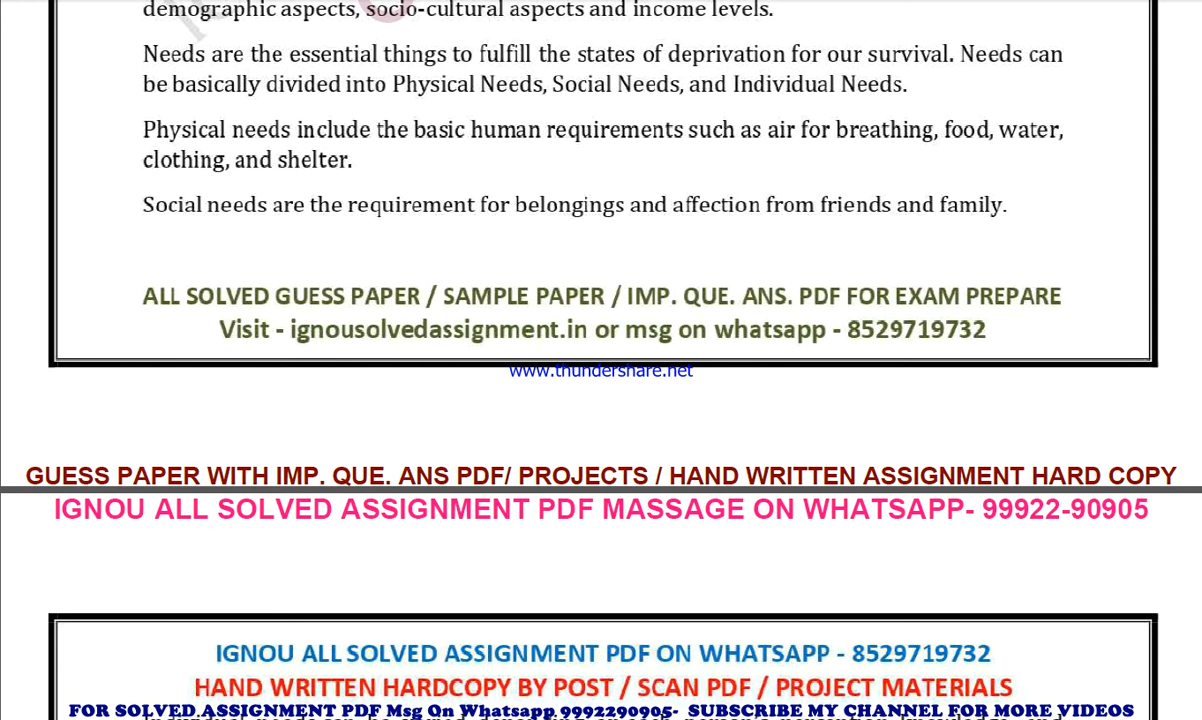 demographic aspects, socio-cultural aspects and income levels.
Needs are the essential things to fulfill the states of deprivation for our survival. Needs can
be basically divided into Physical Needs, Social Needs, and Individual Needs.
Physical needs include the basic human requirements such as air for breathing, food, water,
clothing, and shelter.
Social needs are the requirement for belongings and affection from friends and family.
ALL SOLVED GUESS PAPER / SAMPLE PAPER / IMP. QUE. ANS. PDF FOR EXAM PREPARE
Visit - ignousolvedassignment.in or msg on whatsapp - 8529719732
www.thundershare.net
GUESS PAPER WITH IMP. QUE. ANS PDF/ PROJECTS / HAND WRITTEN ASSIGNMENT HARD COPY
IGNOU ALL SOLVED ASSIGNMENT PDF MASSAGE ON WHATSAPP- 99922-90905
IGNOU ALL SOLVED ASSIGNMENT PDF ON WHATSAPP - 8529719732
HAND WRITTEN HARDCOPY BY POST / SCAN PDF / PROJECT MATERIALS
FOR SOLVED ASSIGNMENT PDF Msg On Whatsapp 9992290905- SUBSCRIBE MY CHANNEL FOR MORE VIDEOS